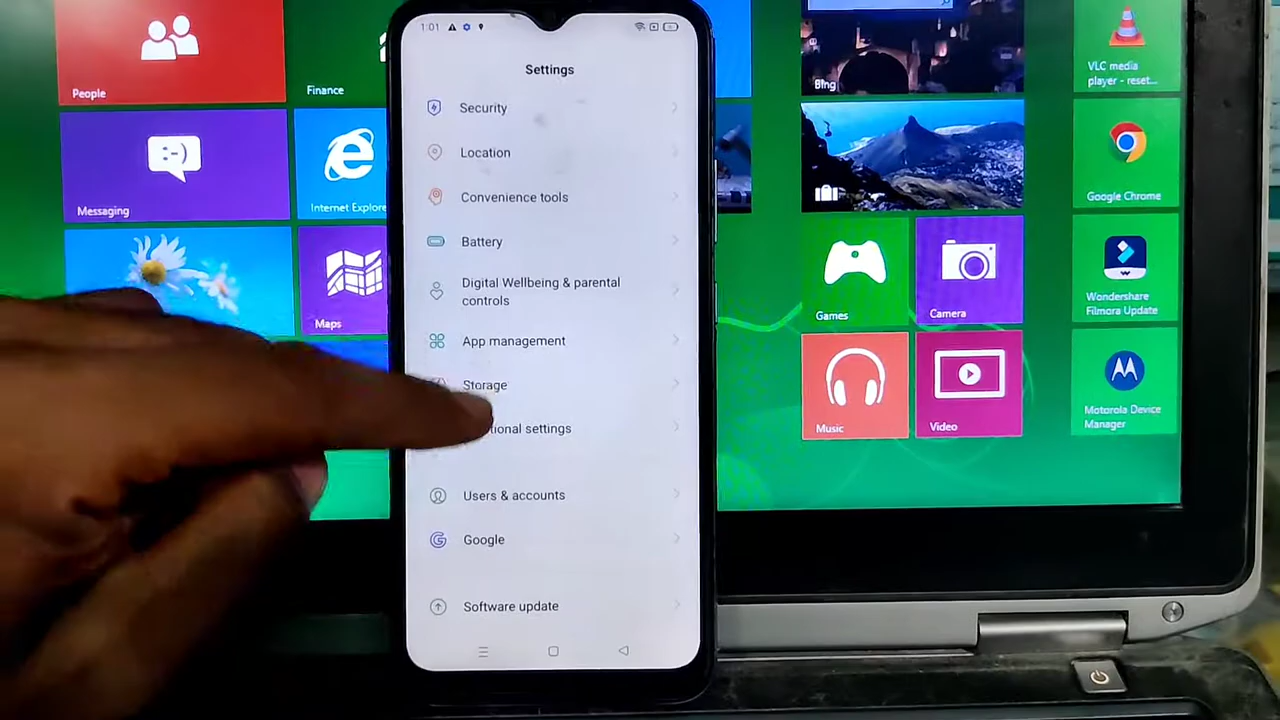 People
Finance
Messaging
Internet Explore
Maps
1:01
Settings
Security
Location
Convenience tools
Battery
Digital Wellbeing & parental
controls
App management
Storage
tional settings
Users & accounts
Google
Software update
Bing
Games
Camera
Music
Video
VLC media
player - reset...
Google Chrome
Wondershare
Filmora Update
Motorola Device
Manager